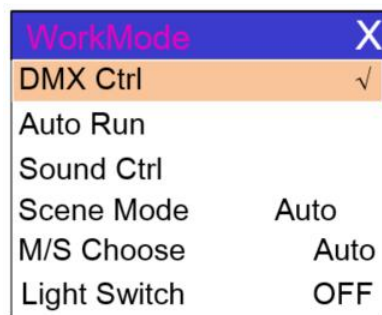 WorkMode X
DMX Ctrl √
Auto Run
Sound Ctrl
Scene Mode Auto
M/S Choose Auto
Light Switch OFF